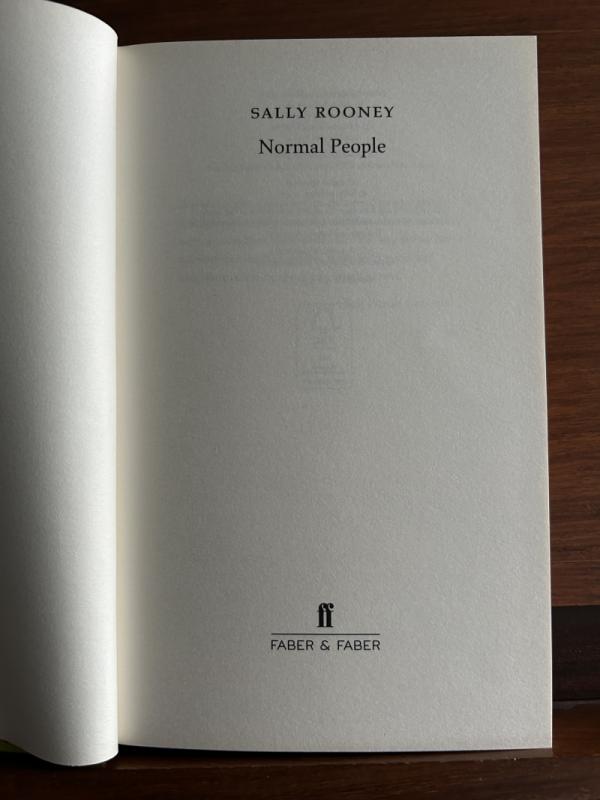 SALLY ROONEY
Normal People
ff
FABER & FABER